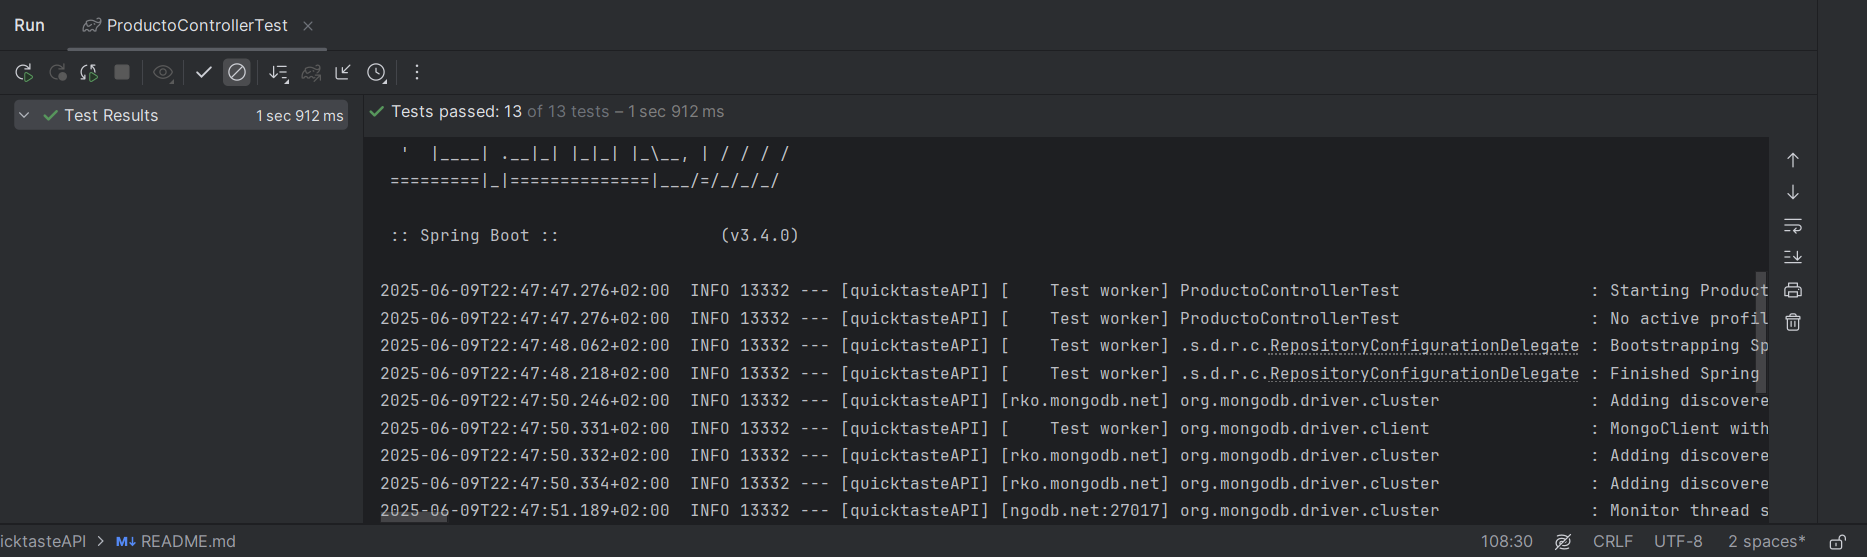 Run ProductoControllerTest
Test Results 1 sec 912 ms
Tests passed: 13 of 13 tests – 1 sec 912 ms
'  |____| .__|_| |_|_| |_\__, | / / / /
=========|_|==============|___/=/_/_/_/
:: Spring Boot ::                (v3.4.0)
2025-06-09T22:47:47.276+02:00  INFO 13332 --- [quicktasteAPI] [    Test worker] ProductoControllerTest                   : Starting Product
2025-06-09T22:47:47.276+02:00  INFO 13332 --- [quicktasteAPI] [    Test worker] ProductoControllerTest                   : No active profil
2025-06-09T22:47:48.062+02:00  INFO 13332 --- [quicktasteAPI] [    Test worker] .s.d.r.c.RepositoryConfigurationDelegate : Bootstrapping Sp
2025-06-09T22:47:48.218+02:00  INFO 13332 --- [quicktasteAPI] [    Test worker] .s.d.r.c.RepositoryConfigurationDelegate : Finished Spring
2025-06-09T22:47:50.246+02:00  INFO 13332 --- [quicktasteAPI] [rko.mongodb.net] org.mongodb.driver.cluster               : Adding discovere
2025-06-09T22:47:50.331+02:00  INFO 13332 --- [quicktasteAPI] [    Test worker] org.mongodb.driver.client                : MongoClient with
2025-06-09T22:47:50.332+02:00  INFO 13332 --- [quicktasteAPI] [rko.mongodb.net] org.mongodb.driver.cluster               : Adding discovere
2025-06-09T22:47:50.334+02:00  INFO 13332 --- [quicktasteAPI] [rko.mongodb.net] org.mongodb.driver.cluster               : Adding discovere
2025-06-09T22:47:51.189+02:00  INFO 13332 --- [quicktasteAPI] [ngodb.net:27017] org.mongodb.driver.cluster               : Monitor thread s
icktasteAPI > M↓ README.md 108:30 CRLF UTF-8 2 spaces*